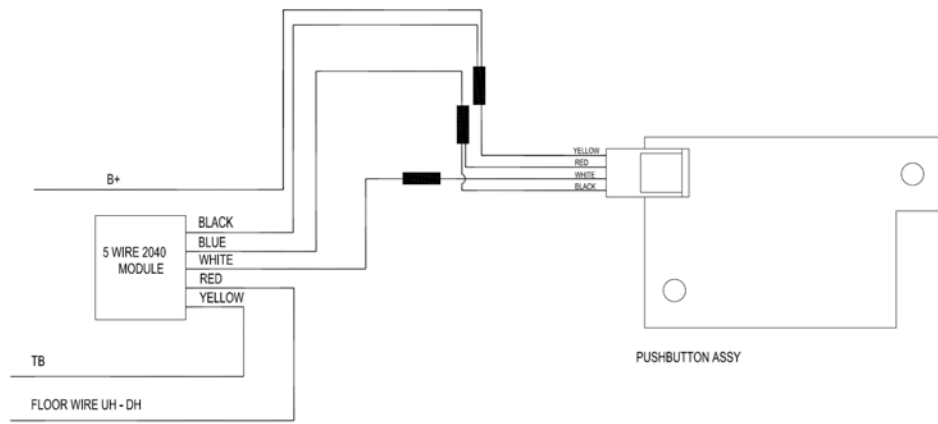 YELLOW
RED
WHITE
BLACK
B+
BLACK
BLUE
5 WIRE 2040
MODULE
WHITE
RED
YELLOW
TB
PUSHBUTTON ASSY
FLOOR WIRE UH - DH